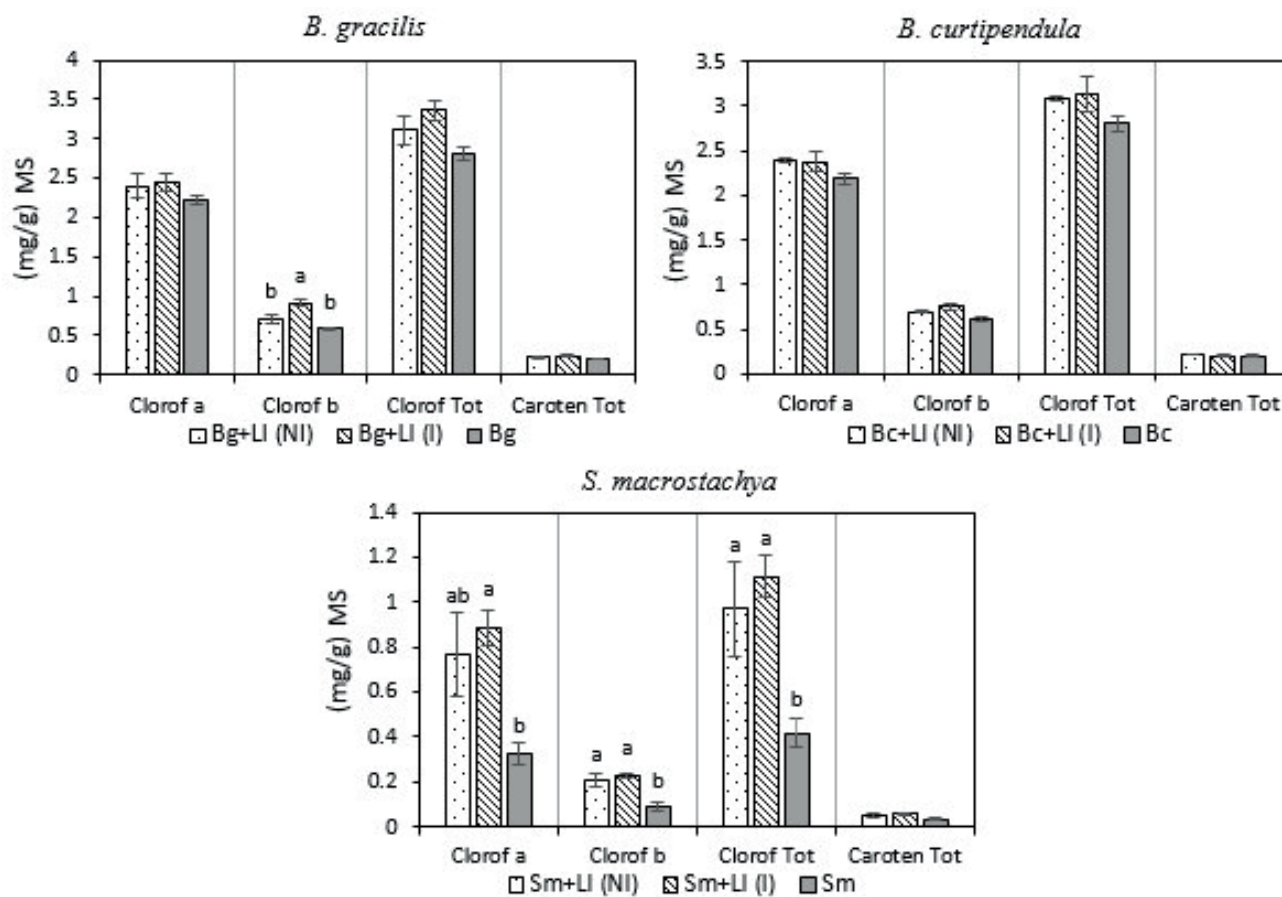 B. gracilis
(mg/g) MS
4
3.5
3
2.5
2
1.5
1
0.5
0
b a b
Clorof a Clorof b Clorof Tot Caroten Tot
Bg+LI (NI) Bg+LI (I) Bg
B. curtipendula
(mg/g) MS
3.5
3
2.5
2
1.5
1
0.5
0
Clorof a Clorof b Clorof Tot Caroten Tot
Bc+LI (NI) Bc+LI (I) Bc
S. macrostachya
(mg/g) MS
1.4
1.2
1
0.8
0.6
0.4
0.2
0
ab a b a a b a a b
Clorof a Clorof b Clorof Tot Caroten Tot
Sm+LI (NI) Sm+LI (I) Sm